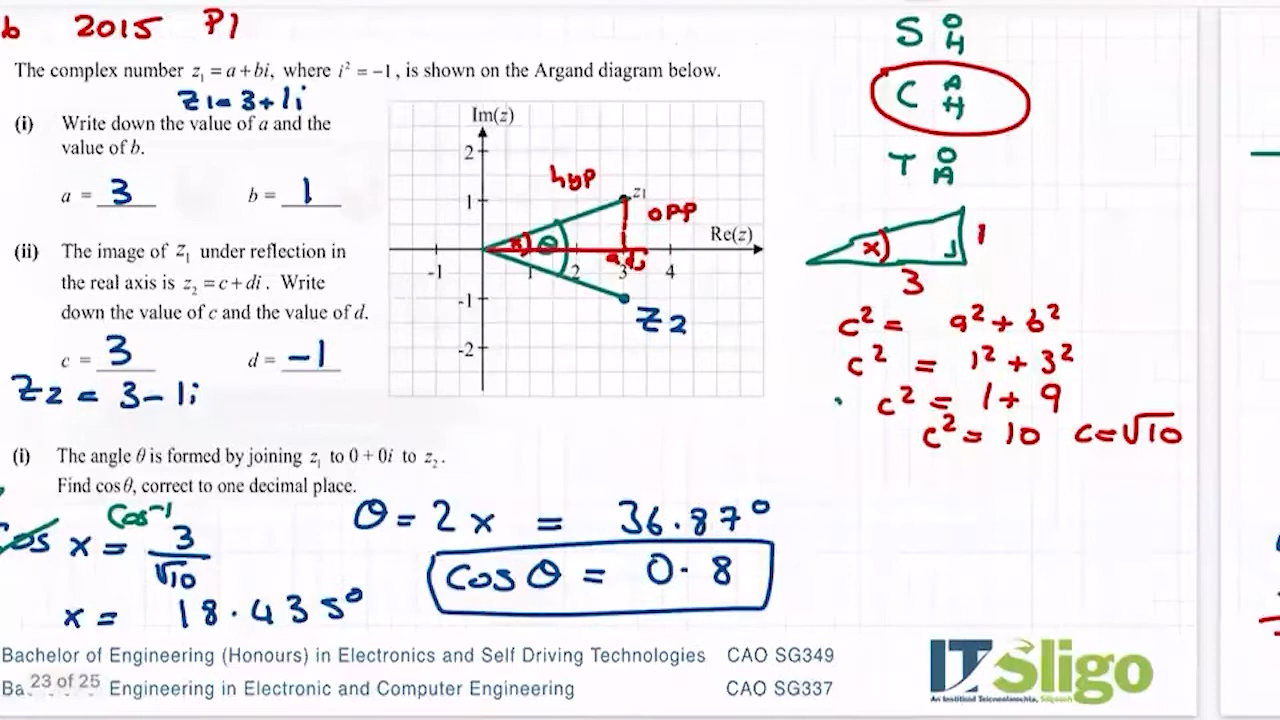 b 2015 P1
The complex number z₁ = a + bi, where i² = −1, is shown on the Argand diagram below.
z1 = 3 + 1i
(i) Write down the value of a and the
value of b.
a = 3 b = 1
(ii) The image of z₁ under reflection in
the real axis is z₂ = c + di. Write
down the value of c and the value of d.
c = 3 d = −1
Z2 = 3 − 1i
Im(z)
2
1
-1
-2
-1 1 2 3 4
Re(z)
hyp
z₁
opp
x θ
adj
Z2
(i) The angle θ is formed by joining z₁ to 0 + 0i to z₂.
Find cos θ, correct to one decimal place.
Cos⁻¹
Cos x = 3/√10
x = 18.435°
θ = 2x = 36.87°
Cos θ = 0.8
S O/H
C A/H
T O/A
x 1
3
c² = a² + b²
c² = 1² + 3²
c² = 1 + 9
c² = 10 c = √10
Bachelor of Engineering (Honours) in Electronics and Self Driving Technologies CAO SG349
Ba Engineering in Electronic and Computer Engineering CAO SG337
23 of 25
IT Sligo
An Institiúid Teicneolaíochta, Sligeach